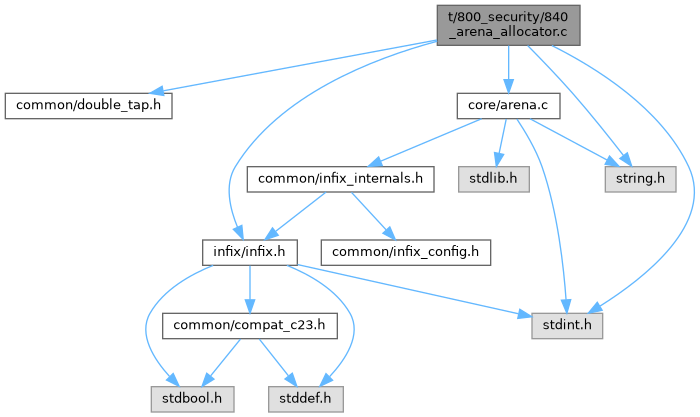 t/800_security/840
_arena_allocator.c
common/double_tap.h
core/arena.c
common/infix_internals.h
stdlib.h
string.h
infix/infix.h
common/infix_config.h
common/compat_c23.h
stdint.h
stdbool.h
stddef.h